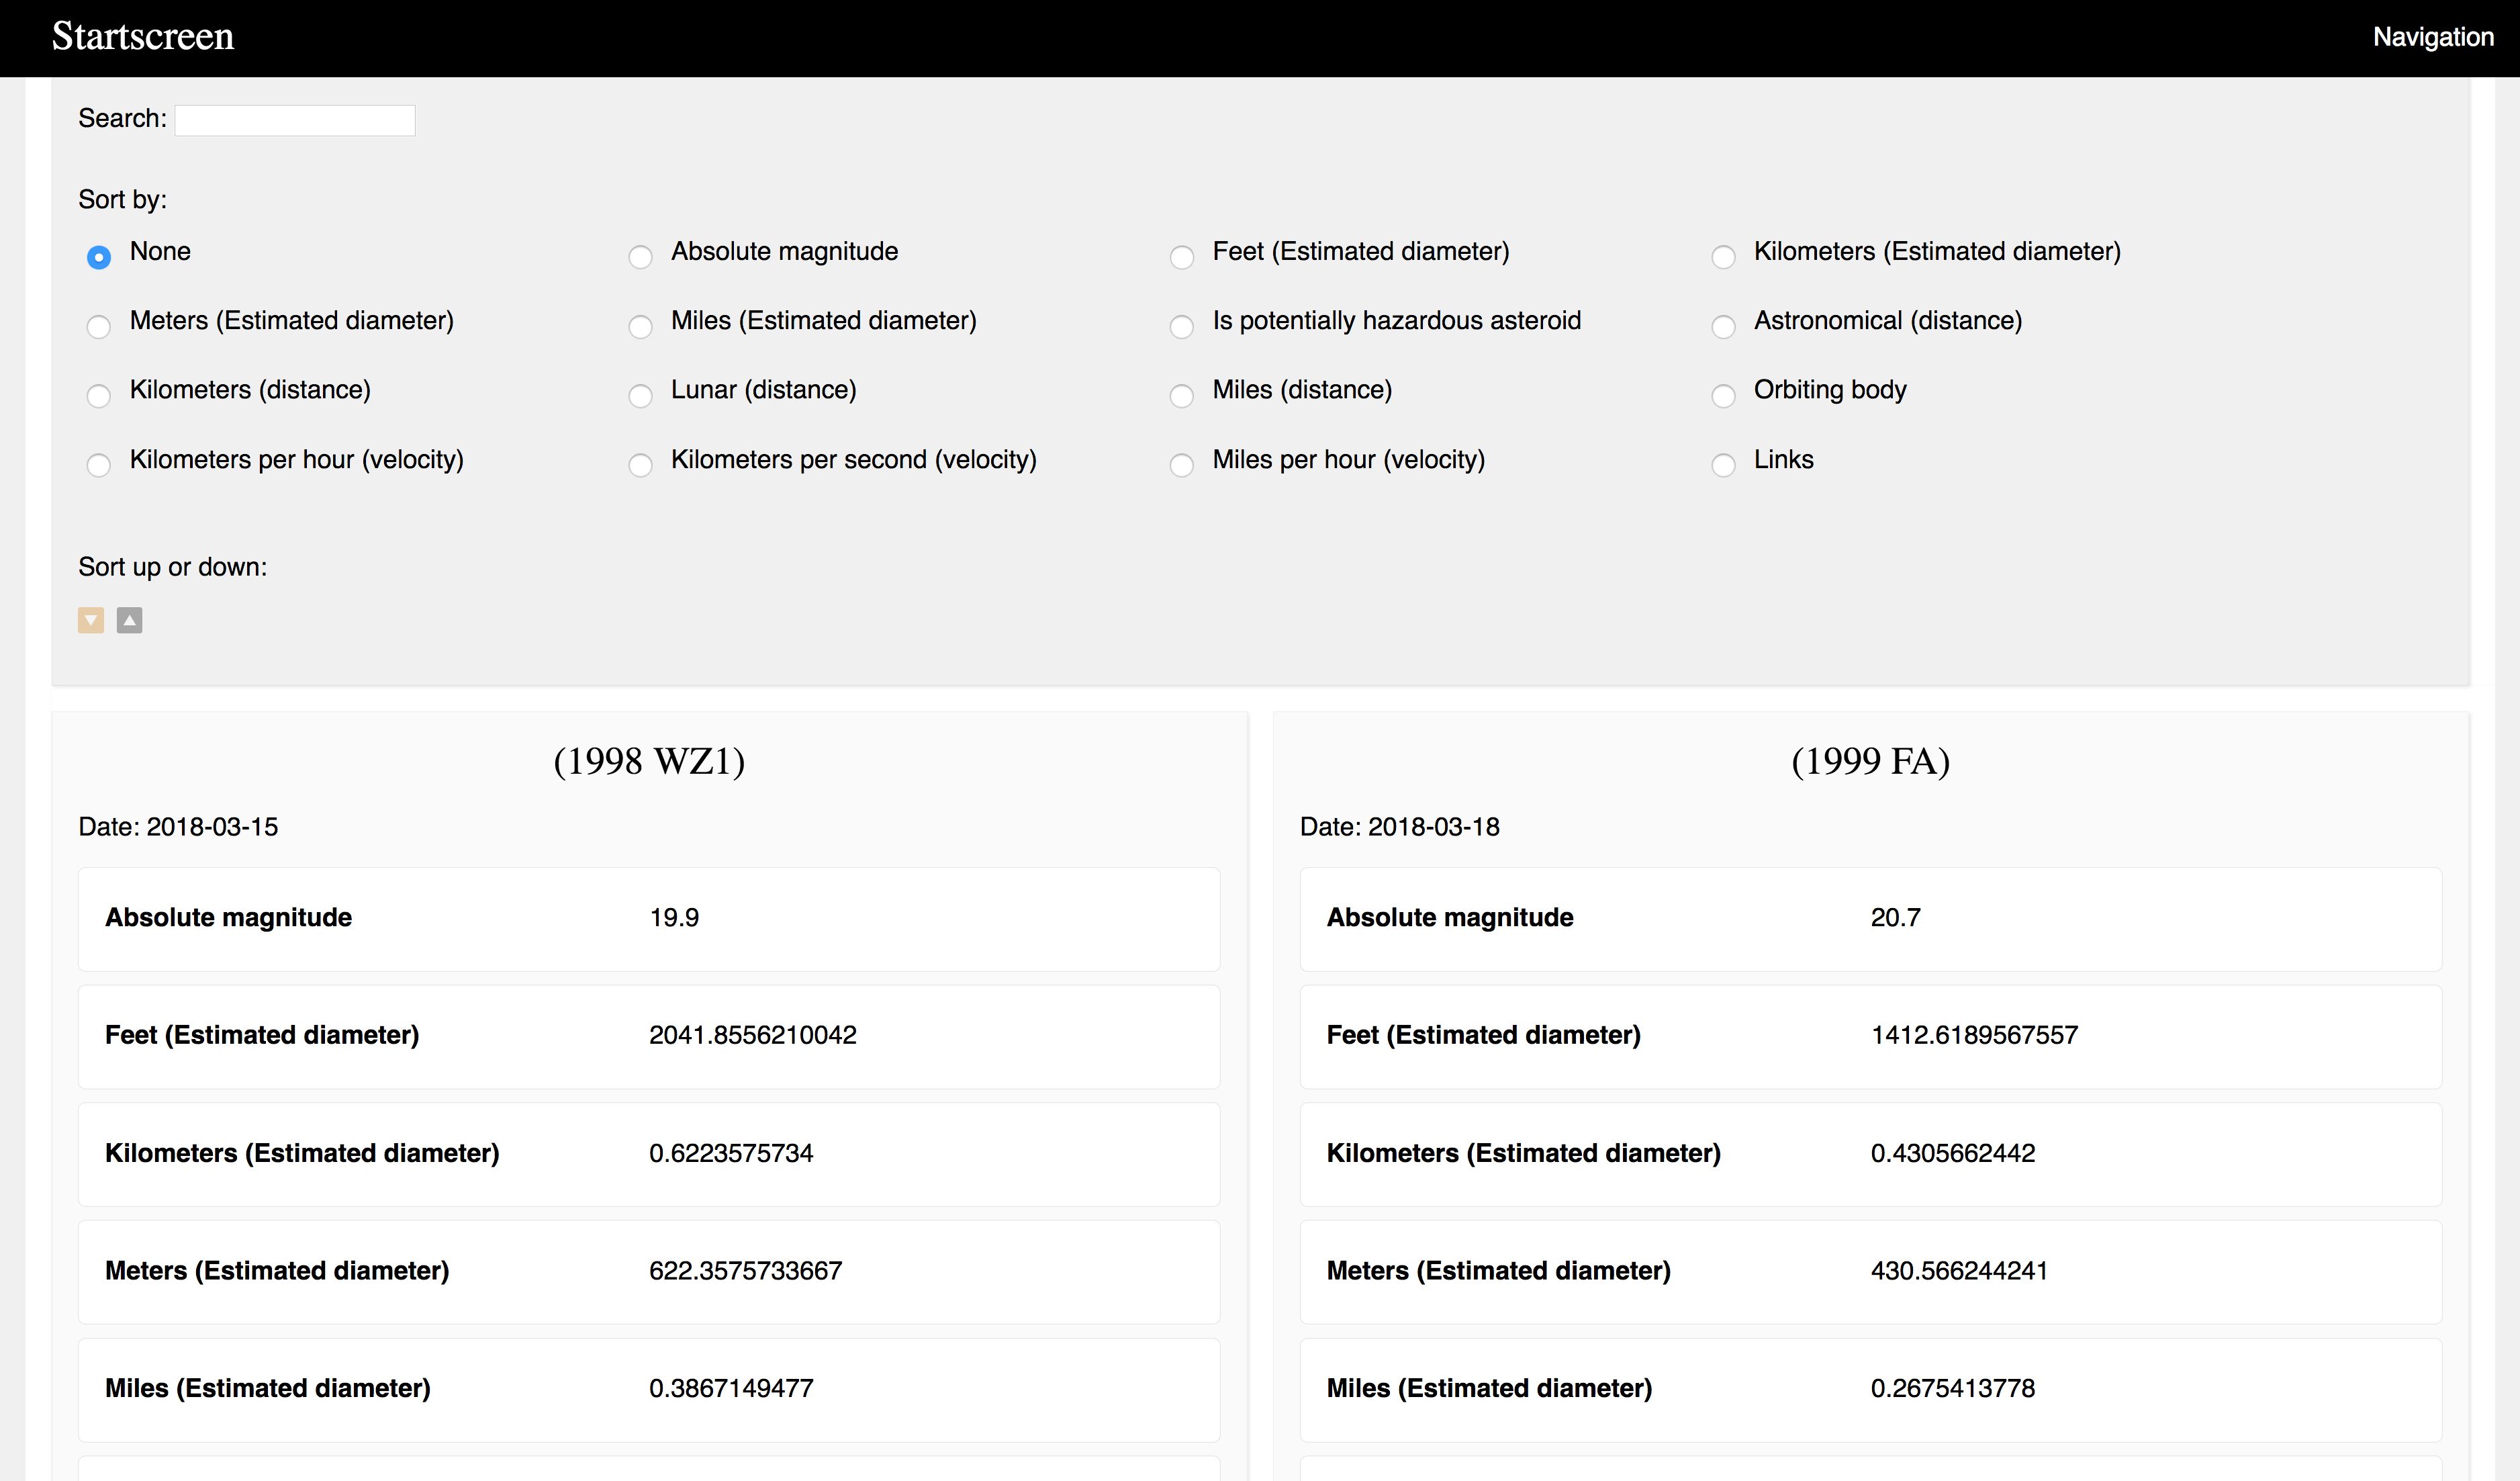 Startscreen Navigation
Search:
Sort by:
None Absolute magnitude Feet (Estimated diameter) Kilometers (Estimated diameter)
Meters (Estimated diameter) Miles (Estimated diameter) Is potentially hazardous asteroid Astronomical (distance)
Kilometers (distance) Lunar (distance) Miles (distance) Orbiting body
Kilometers per hour (velocity) Kilometers per second (velocity) Miles per hour (velocity) Links
Sort up or down:
(1998 WZ1)
Date: 2018-03-15
Absolute magnitude 19.9
Feet (Estimated diameter) 2041.8556210042
Kilometers (Estimated diameter) 0.6223575734
Meters (Estimated diameter) 622.3575733667
Miles (Estimated diameter) 0.3867149477
(1999 FA)
Date: 2018-03-18
Absolute magnitude 20.7
Feet (Estimated diameter) 1412.6189567557
Kilometers (Estimated diameter) 0.4305662442
Meters (Estimated diameter) 430.566244241
Miles (Estimated diameter) 0.2675413778